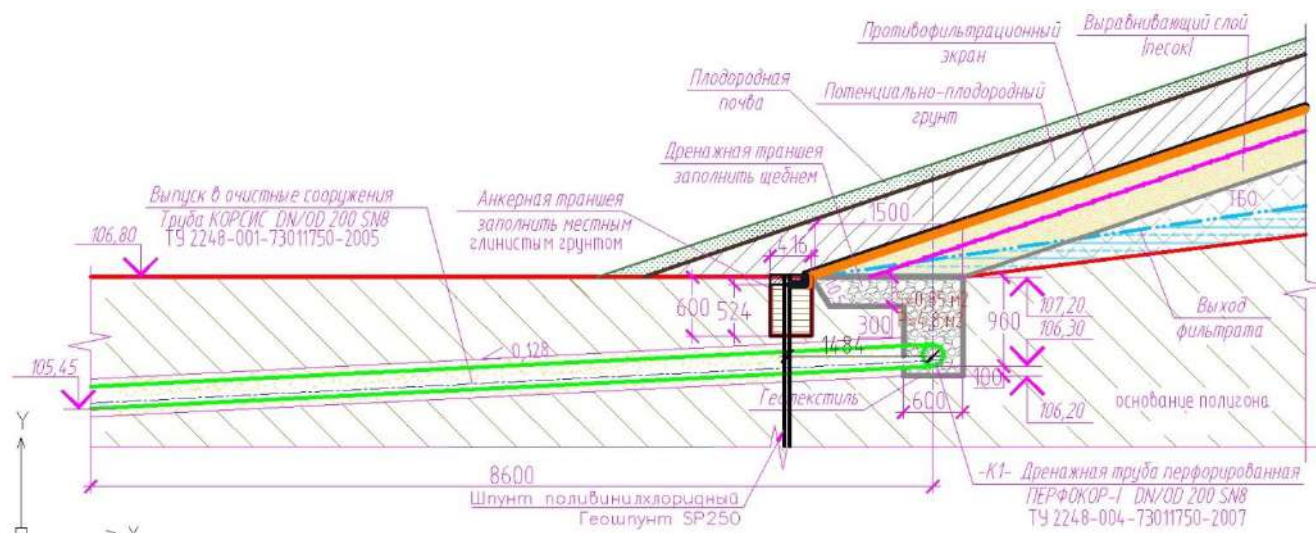 Противофильтрационный
экран
Выравнивающий слой
(песок)
Плодородная
почва
Потенциально-плодородный
грунт
Дренажная траншея
заполнить щебнем
Выпуск в очистные сооружения
Труба КОРСИС DN/OD 200 SN8
ТУ 2248-001-73011750-2005
Анкерная траншея
заполнить местным
глинистым грунтом
ТБО
1500
416
106,80
600
524
300
900
107,20
106,30
Выход
фильтрата
0,128
1484
105,45
100
Геотекстиль
600
106,20
основание полигона
Y
8600
-К1- Дренажная труба перфорированная
ПЕРФОКОР-I DN/OD 200 SN8
ТУ 2248-004-73011750-2007
Шпунт поливинилхлоридный
Геошпунт SP250
X